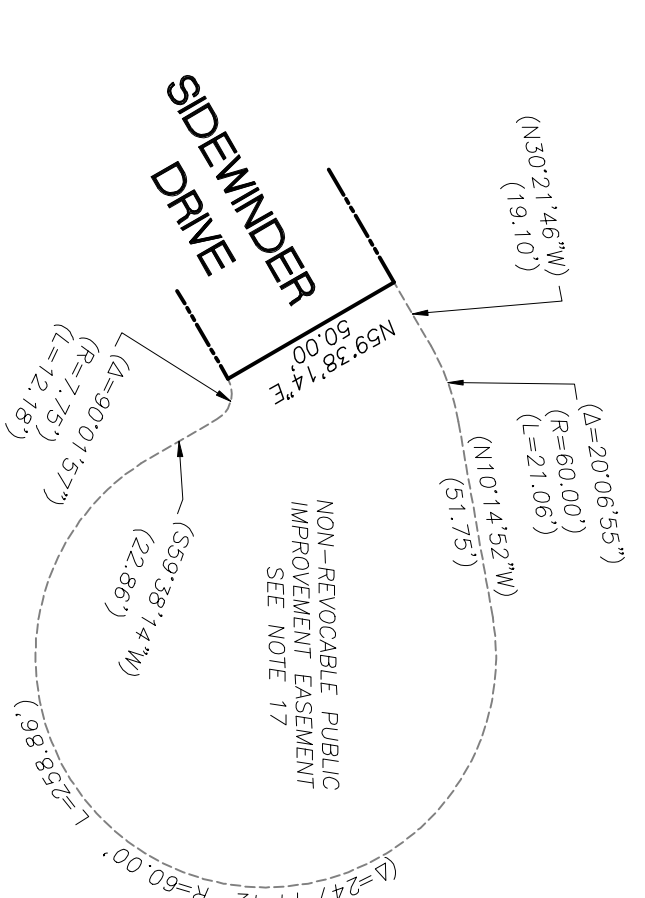 SIDEWINDER
DRIVE
(N30°21'46"W)
(19.10')
N59°38'14"E
50.00'
(Δ=20°06'55")
(R=60.00')
(L=21.06')
(N10°14'52"W)
(51.75')
(Δ=90°01'57")
(R=7.75')
(L=12.18')
(S59°38'14"W)
(22.86')
NON-REVOCABLE PUBLIC
IMPROVEMENT EASEMENT
SEE NOTE 17
R=60.00', L=258.86')